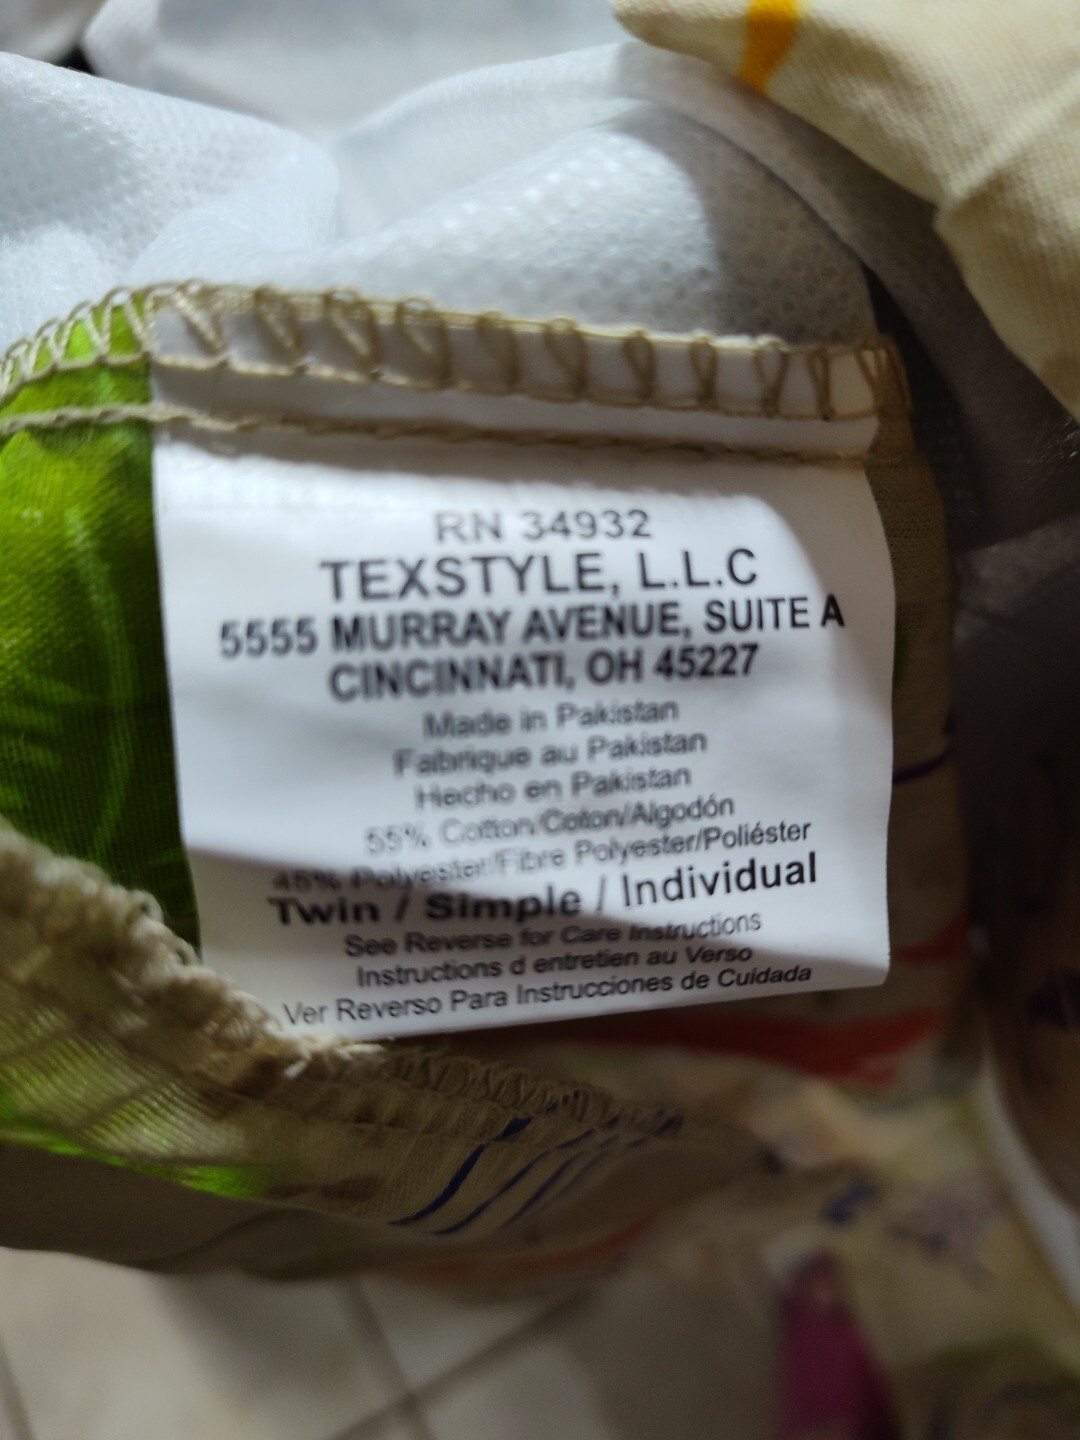 RN 34932
TEXSTYLE, L.L.C
5555 MURRAY AVENUE, SUITE A
CINCINNATI, OH 45227
Made in Pakistan
Fabrique au Pakistan
Hecho en Pakistan
55% Cotton/Coton/Algodón
45% Polyester/Fibre Polyester/Poliéster
Twin / Simple / Individual
See Reverse for Care Instructions
Instructions d entretien au Verso
Ver Reverso Para Instrucciones de Cuidada